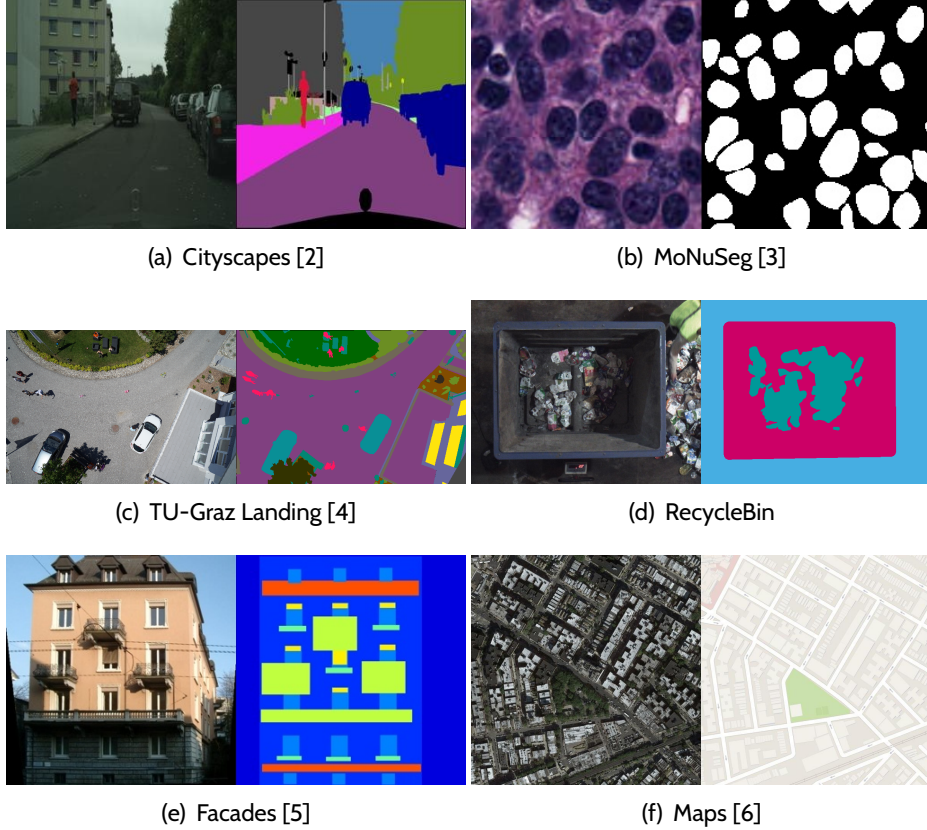 (a) Cityscapes [2]
(b) MoNuSeg [3]
(c) TU-Graz Landing [4]
(d) RecycleBin
(e) Facades [5]
(f) Maps [6]